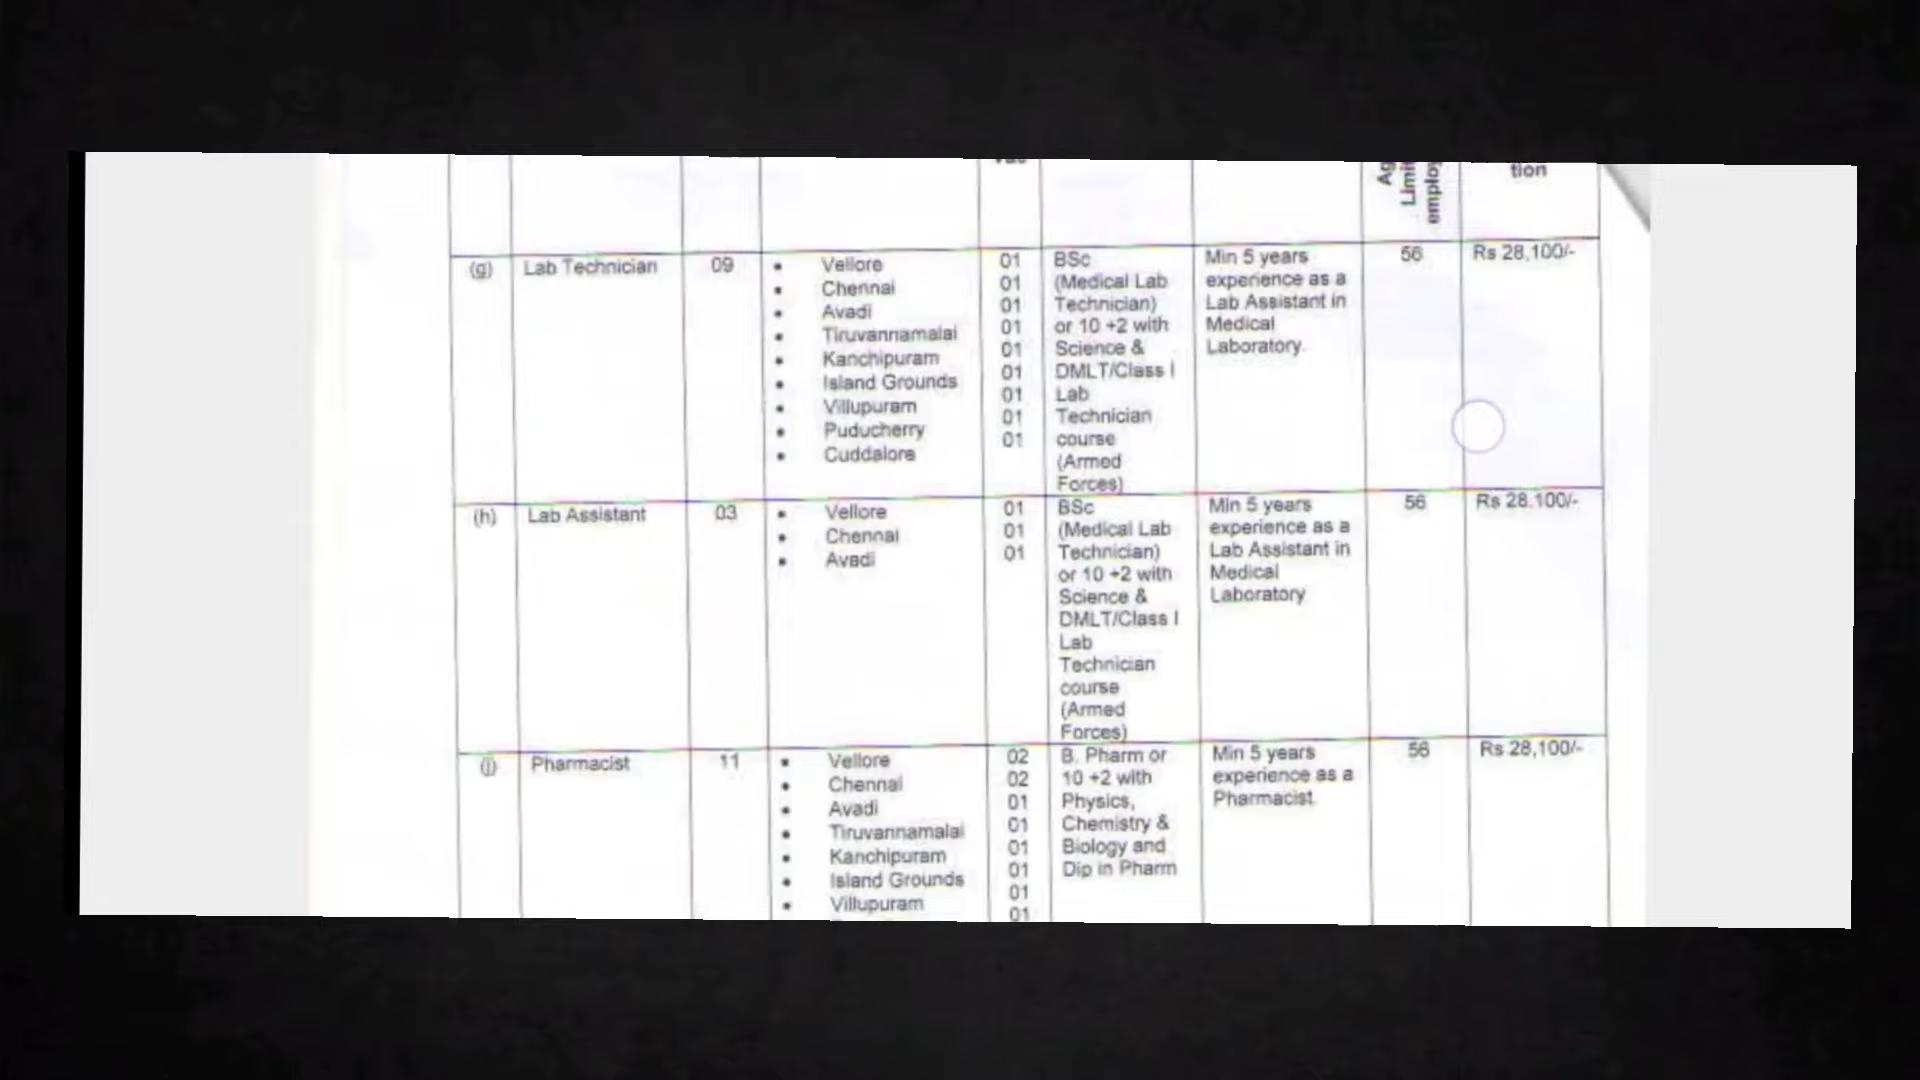 tion
Ag
Limi
employ
(g) Lab Technician 09 • Vellore 01 BSc Min 5 years 56 Rs 28,100/-
• Chennai 01 (Medical Lab experience as a
• Avadi 01 Technician) Lab Assistant in
• Tiruvannamalai 01 or 10 +2 with Medical
• Kanchipuram 01 Science & Laboratory.
• Island Grounds 01 DMLT/Class I
• Villupuram 01 Lab
• Puducherry 01 Technician
• Cuddalore 01 course
(Armed
Forces)
(h) Lab Assistant 03 • Vellore 01 BSc Min 5 years 56 Rs 28,100/-
• Chennai 01 (Medical Lab experience as a
• Avadi 01 Technician) Lab Assistant in
or 10 +2 with Medical
Science & Laboratory
DMLT/Class I
Lab
Technician
course
(Armed
Forces)
(j) Pharmacist 11 • Vellore 02 B. Pharm or Min 5 years 56 Rs 28,100/-
• Chennai 02 10 +2 with experience as a
• Avadi 01 Physics, Pharmacist.
• Tiruvannamalai 01 Chemistry &
• Kanchipuram 01 Biology and
• Island Grounds 01 Dip in Pharm
• Villupuram 01
01